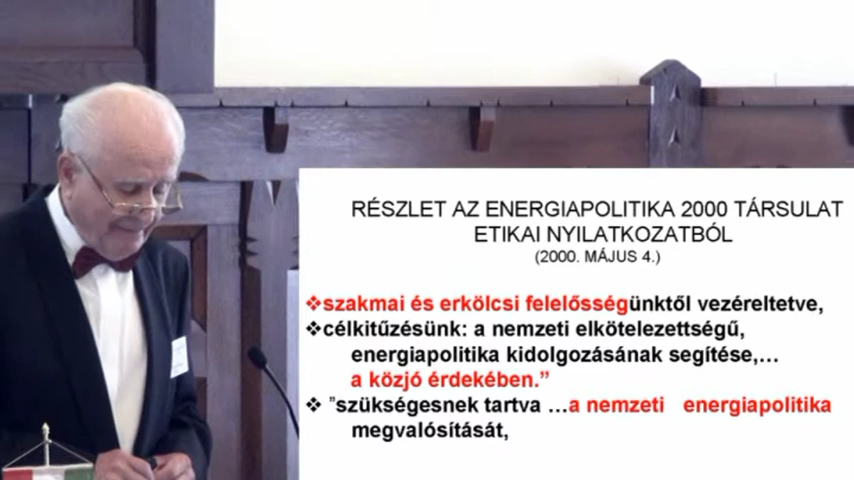 RÉSZLET AZ ENERGIAPOLITIKA 2000 TÁRSULAT
ETIKAI NYILATKOZATBÓL
(2000. MÁJUS 4.)
❖szakmai és erkölcsi felelősségünktől vezéreltetve,
❖célkitűzésünk: a nemzeti elkötelezettségű,
energiapolitika kidolgozásának segítése,…
a közjó érdekében.”
❖ ”szükségesnek tartva …a nemzeti energiapolitika
megvalósítását,